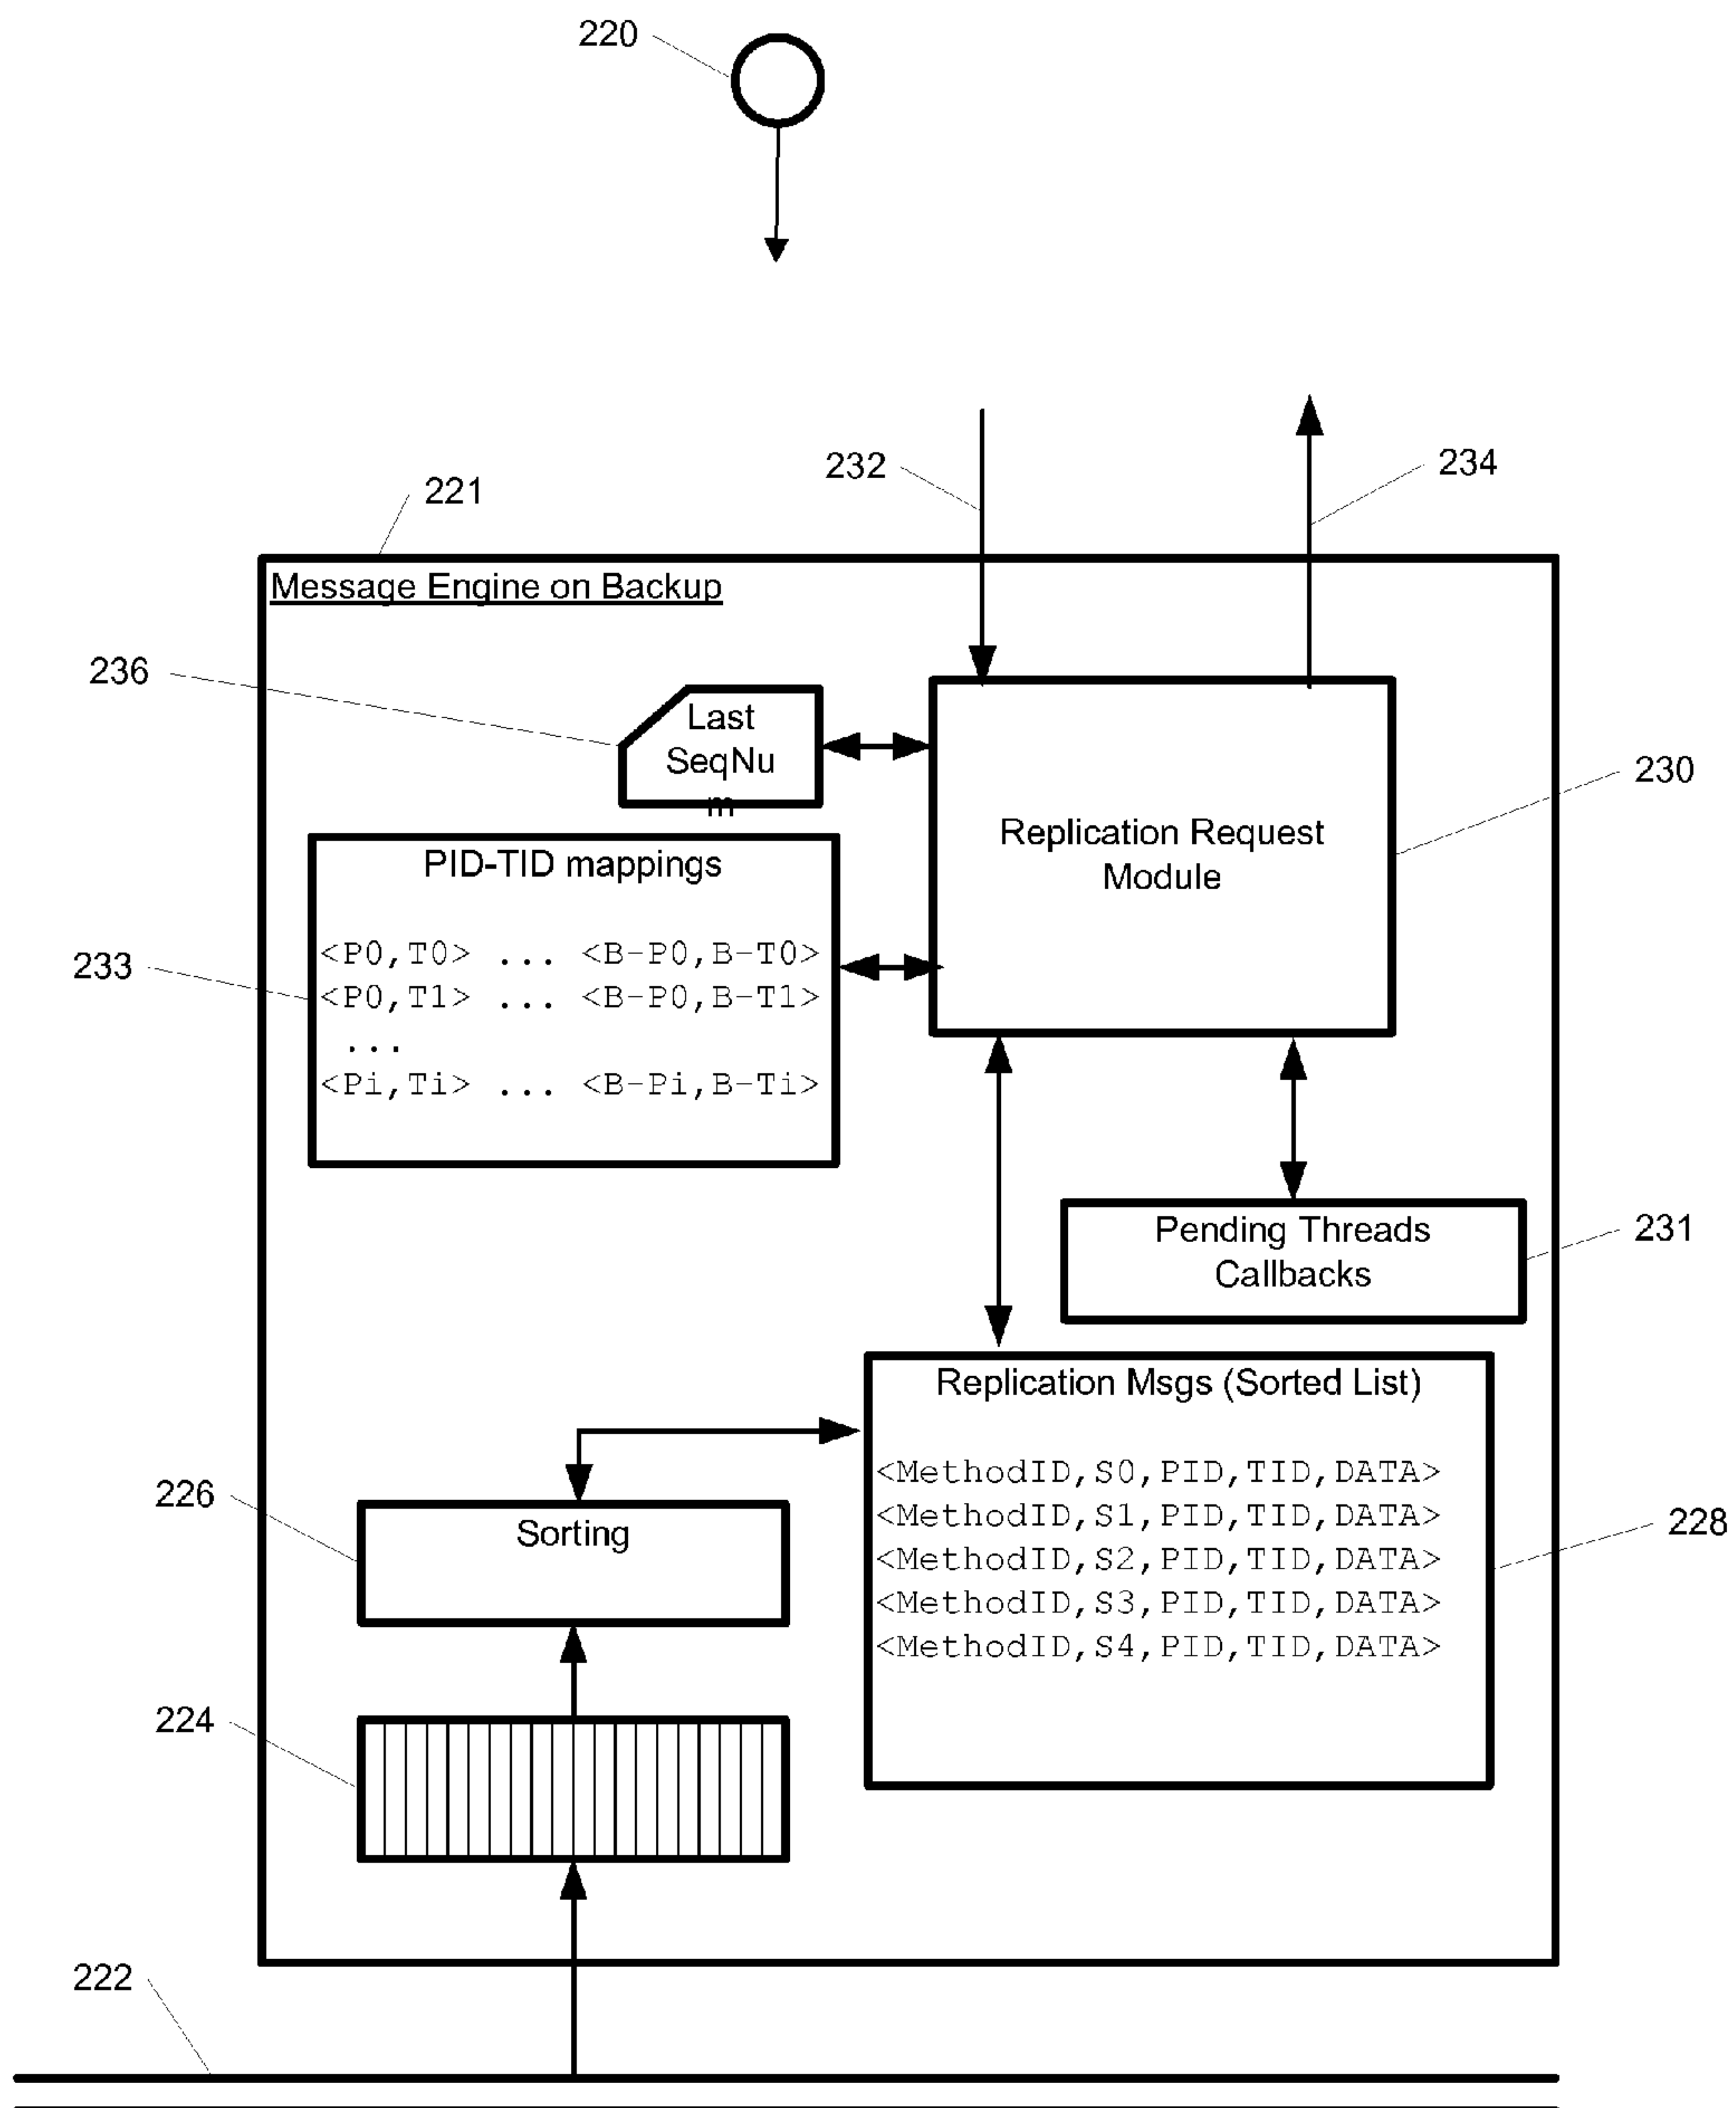 220
232
234
221
Message Engine on Backup
236
Last
SeqNu
m
230
Replication Request
Module
PID-TID mappings
233
<P0,T0> ... <B-P0,B-T0>
<P0,T1> ... <B-P0,B-T1>
...
<Pi,Ti> ... <B-Pi,B-Ti>
Pending Threads
Callbacks
231
Replication Msgs (Sorted List)
<MethodID,S0,PID,TID,DATA>
<MethodID,S1,PID,TID,DATA>
<MethodID,S2,PID,TID,DATA>
<MethodID,S3,PID,TID,DATA>
<MethodID,S4,PID,TID,DATA>
226
Sorting
228
224
222